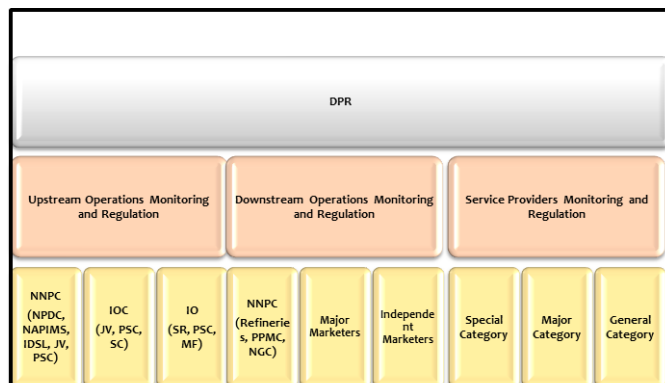 DPR
Upstream Operations Monitoring
and Regulation
Downstream Operations Monitoring
and Regulation
Service Providers Monitoring and
Regulation
NNPC
(NPDC,
NAPIMS,
IDSL, JV,
PSC)
IOC
(JV, PSC,
SC)
IO
(SR, PSC,
MF)
NNPC
(Refinerie
s, PPMC,
NGC)
Major
Marketers
Independe
nt
Marketers
Special
Category
Major
Category
General
Category